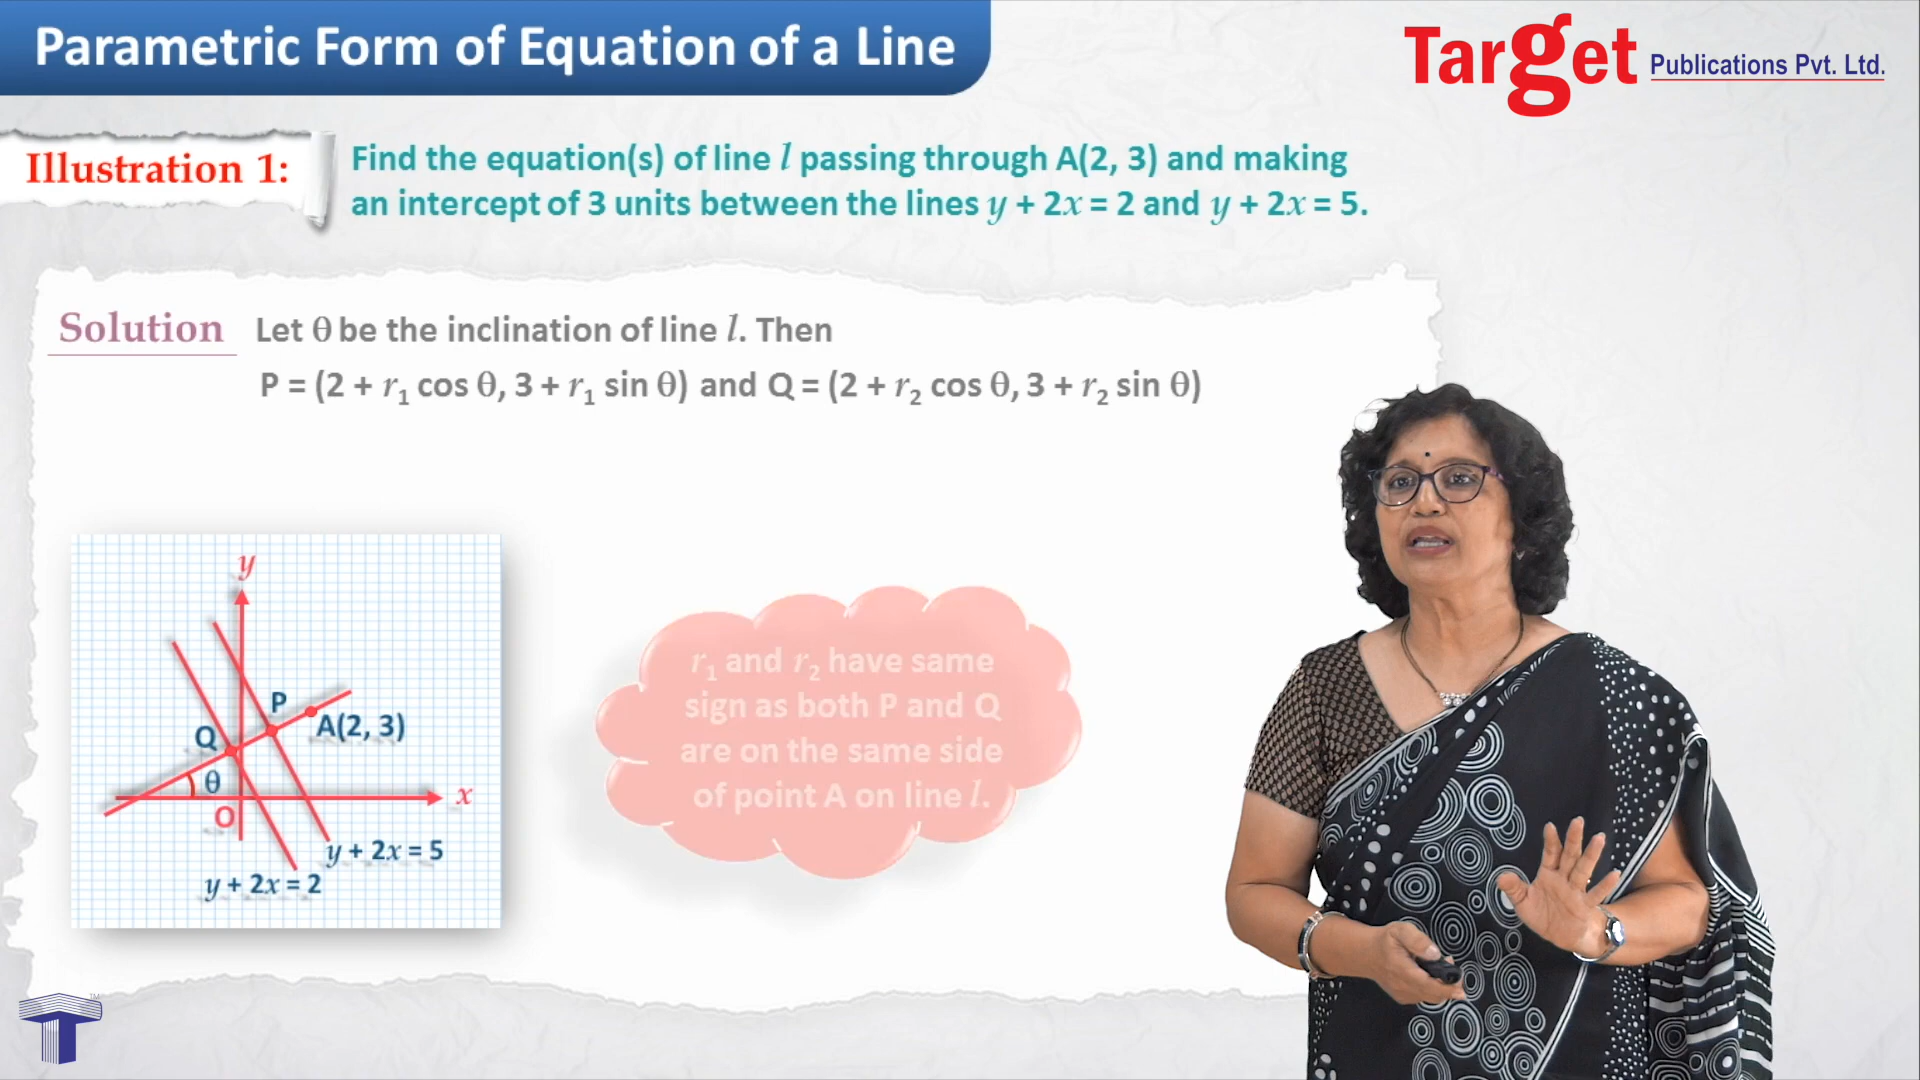 Parametric Form of Equation of a Line
Target Publications Pvt. Ltd.
Illustration 1:
Find the equation(s) of line l passing through A(2, 3) and making
an intercept of 3 units between the lines y + 2x = 2 and y + 2x = 5.
Solution
Let θ be the inclination of line l. Then
P = (2 + r₁ cos θ, 3 + r₁ sin θ) and Q = (2 + r₂ cos θ, 3 + r₂ sin θ)
y
P
A(2, 3)
Q
θ
x
O
y + 2x = 5
y + 2x = 2
r₁ and r₂ have same
sign as both P and Q
are on the same side
of point A on line l.
T
TM